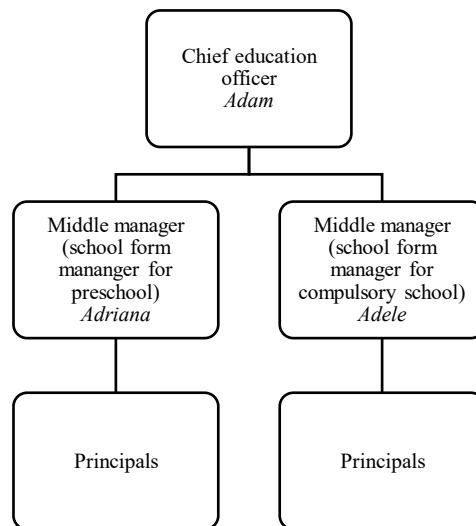 Chief education
officer
Adam
Middle manager
(school form
mananger for
preschool)
Adriana
Middle manager
(school form
manager for
compulsory school)
Adele
Principals
Principals